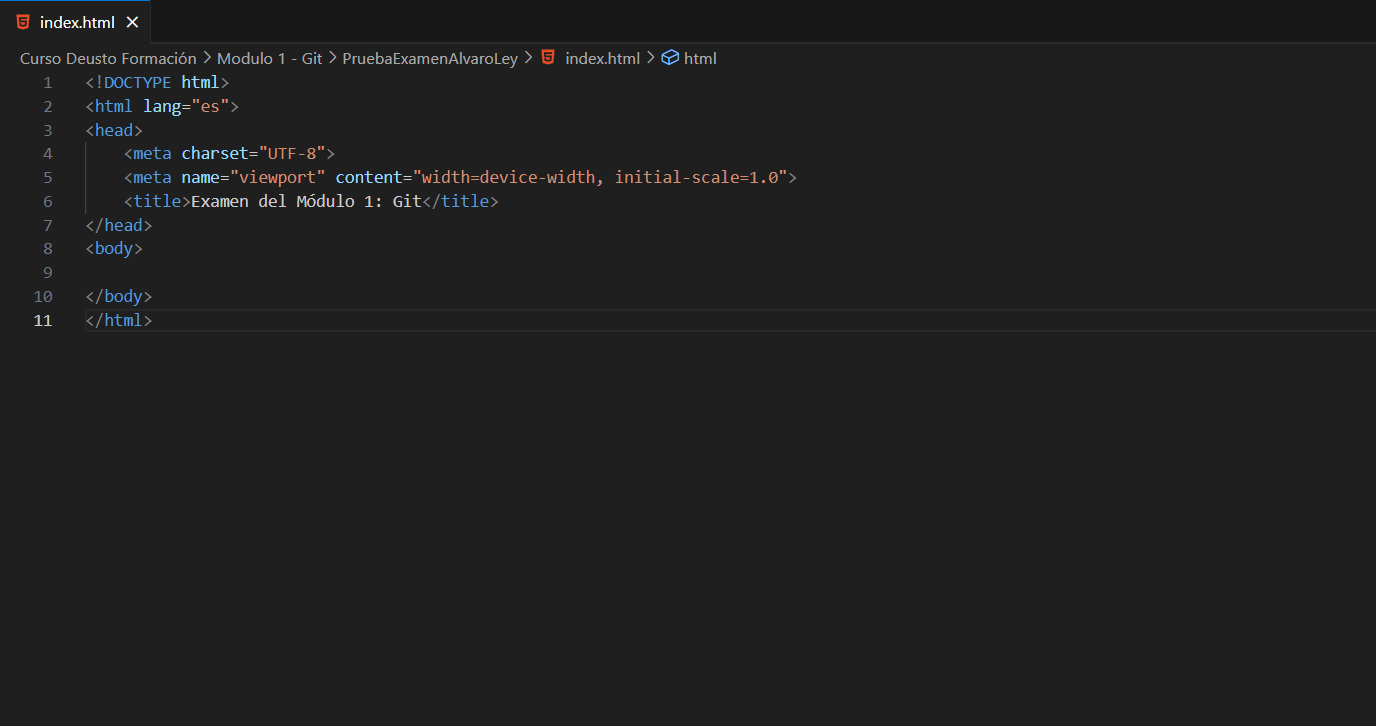 index.html
Curso Deusto Formación > Modulo 1 - Git > PruebaExamenAlvaroLey > index.html > html
1 <!DOCTYPE html>
2 <html lang="es">
3 <head>
4     <meta charset="UTF-8">
5     <meta name="viewport" content="width=device-width, initial-scale=1.0">
6     <title>Examen del Módulo 1: Git</title>
7 </head>
8 <body>
9
10 </body>
11 </html>